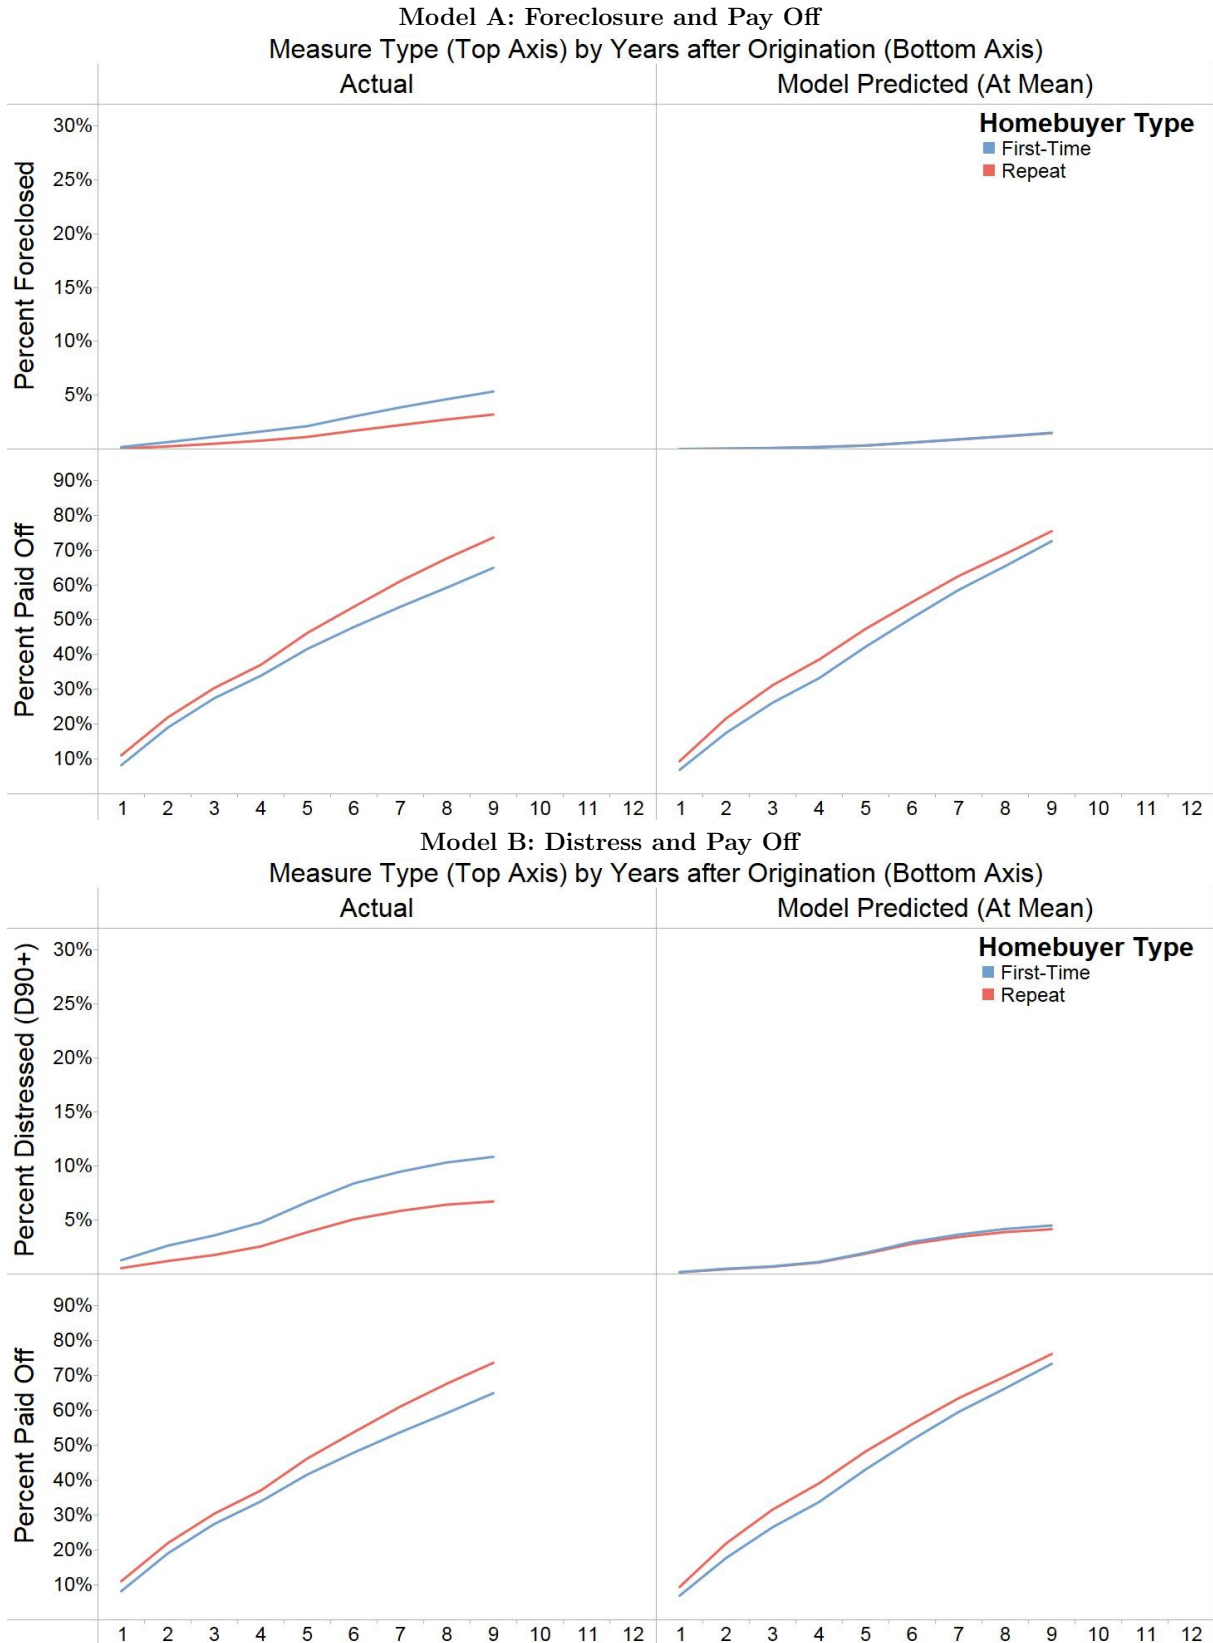 Model A: Foreclosure and Pay Off
Measure Type (Top Axis) by Years after Origination (Bottom Axis)
Actual
Model Predicted (At Mean)
Percent Foreclosed
30%
25%
20%
15%
10%
5%
Homebuyer Type
First-Time
Repeat
Percent Paid Off
90%
80%
70%
60%
50%
40%
30%
20%
10%
1 2 3 4 5 6 7 8 9 10 11 12
1 2 3 4 5 6 7 8 9 10 11 12
Model B: Distress and Pay Off
Measure Type (Top Axis) by Years after Origination (Bottom Axis)
Actual
Model Predicted (At Mean)
Percent Distressed (D90+)
30%
25%
20%
15%
10%
5%
Homebuyer Type
First-Time
Repeat
Percent Paid Off
90%
80%
70%
60%
50%
40%
30%
20%
10%
1 2 3 4 5 6 7 8 9 10 11 12
1 2 3 4 5 6 7 8 9 10 11 12